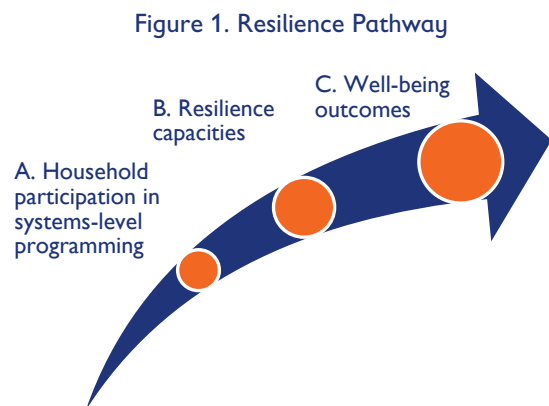 Figure 1. Resilience Pathway
C. Well-being
outcomes
B. Resilience
capacities
A. Household
participation in
systems-level
programming